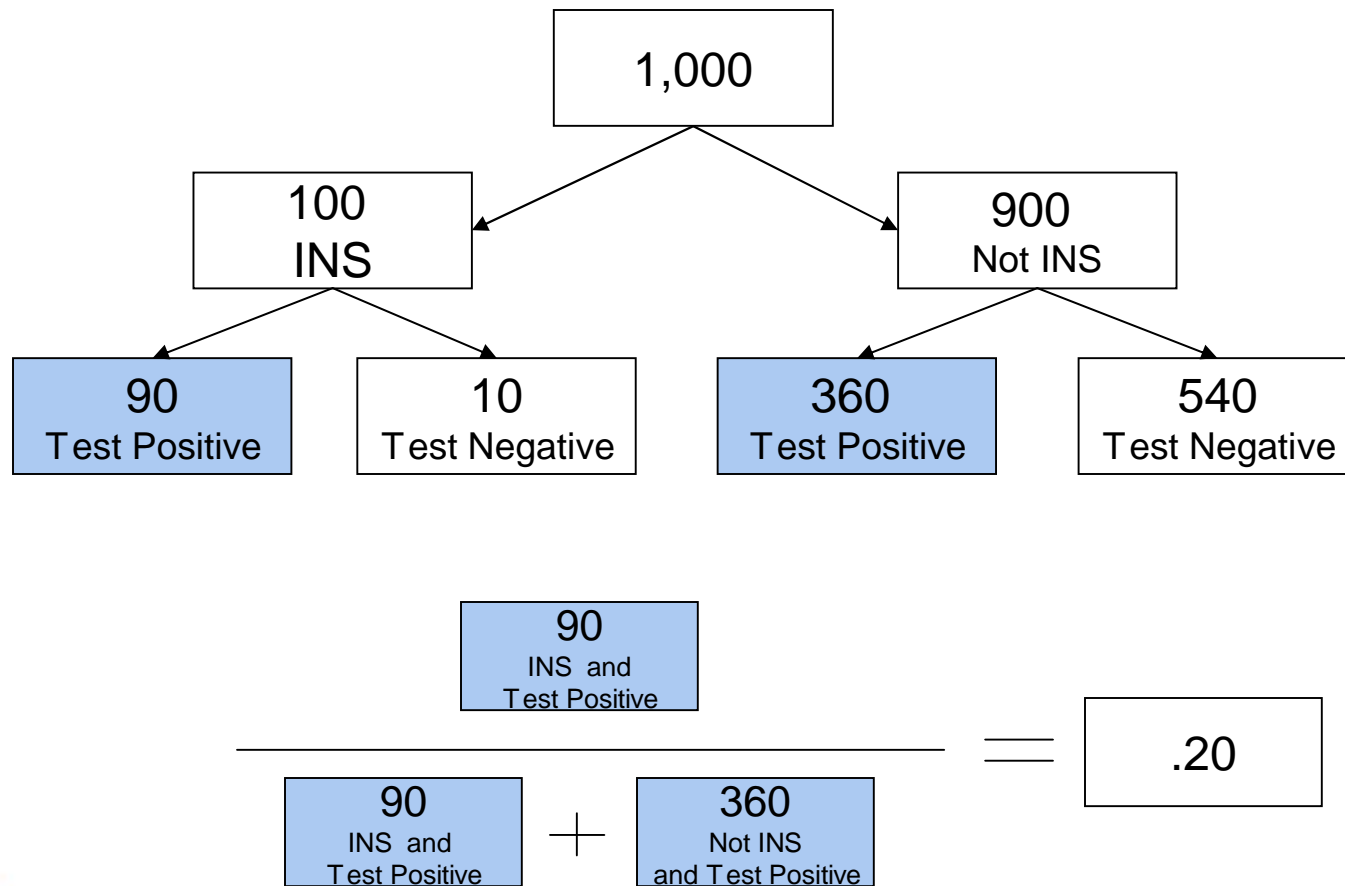 1,000
100
INS
900
Not INS
90
Test Positive
10
Test Negative
360
Test Positive
540
Test Negative
90
INS and
Test Positive
.20
90
INS and
Test Positive
360
Not INS
and Test Positive